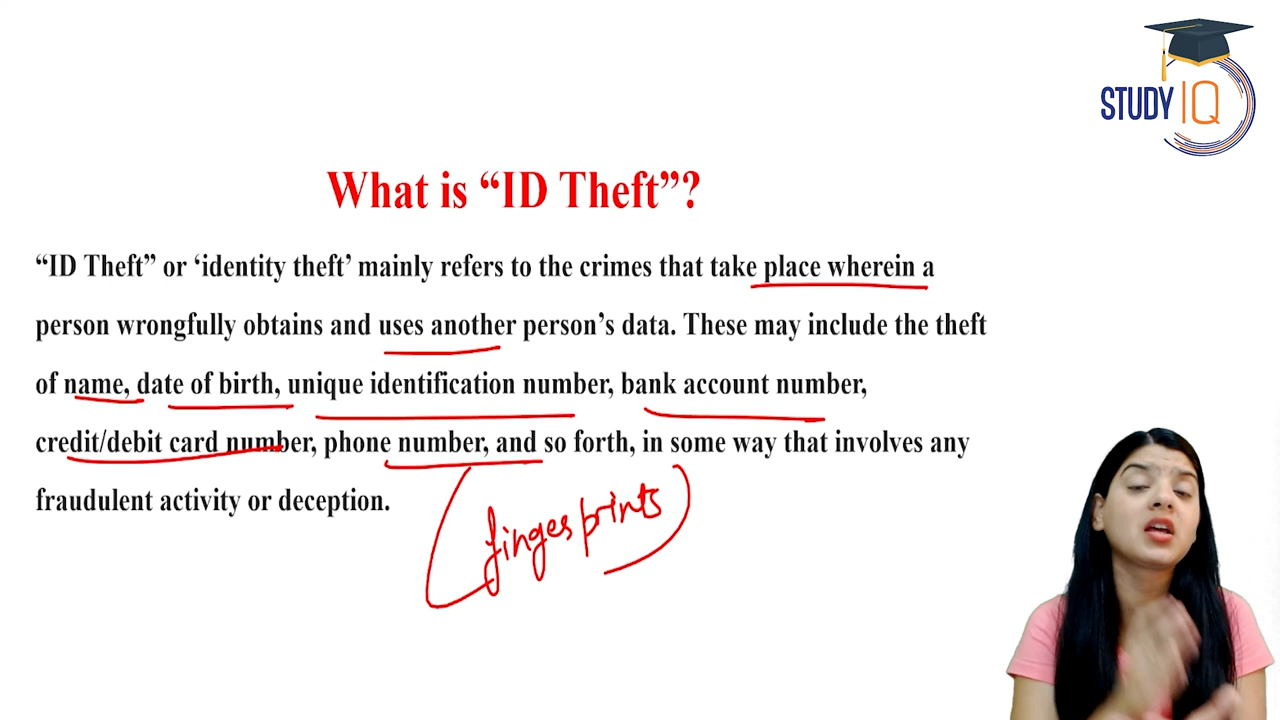 STUDY IQ
What is “ID Theft”?
“ID Theft” or ‘identity theft’ mainly refers to the crimes that take place wherein a
person wrongfully obtains and uses another person’s data. These may include the theft
of name, date of birth, unique identification number, bank account number,
credit/debit card number, phone number, and so forth, in some way that involves any
fraudulent activity or deception.
fingerprints